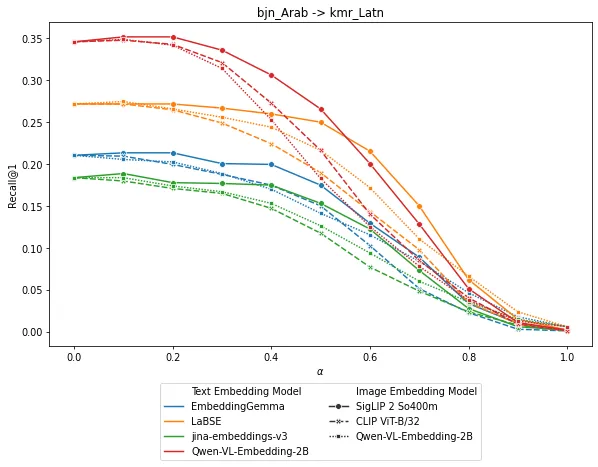 bjn_Arab -> kmr_Latn
Recall@1
0.35
0.30
0.25
0.20
0.15
0.10
0.05
0.00
0.0 0.2 0.4 0.6 0.8 1.0
α
Text Embedding Model Image Embedding Model
EmbeddingGemma SigLIP 2 So400m
LaBSE CLIP ViT-B/32
jina-embeddings-v3 Qwen-VL-Embedding-2B
Qwen-VL-Embedding-2B